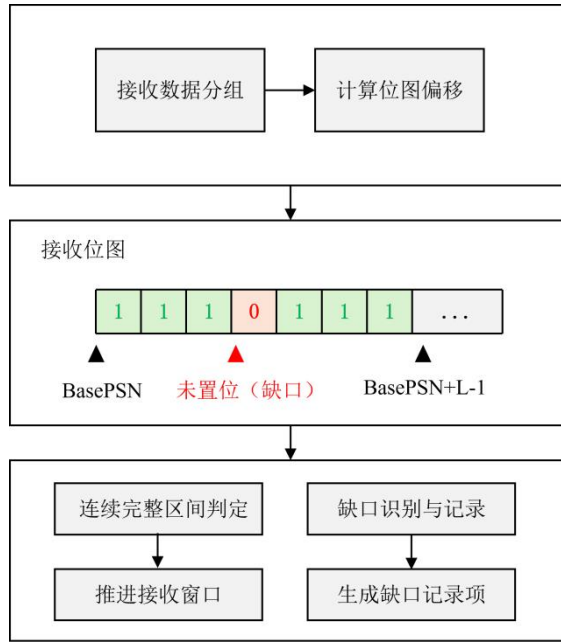 接收数据分组
计算位图偏移
接收位图
1 1 1 0 1 1 1 ...
BasePSN
未置位（缺口）
BasePSN+L-1
连续完整区间判定
缺口识别与记录
推进接收窗口
生成缺口记录项